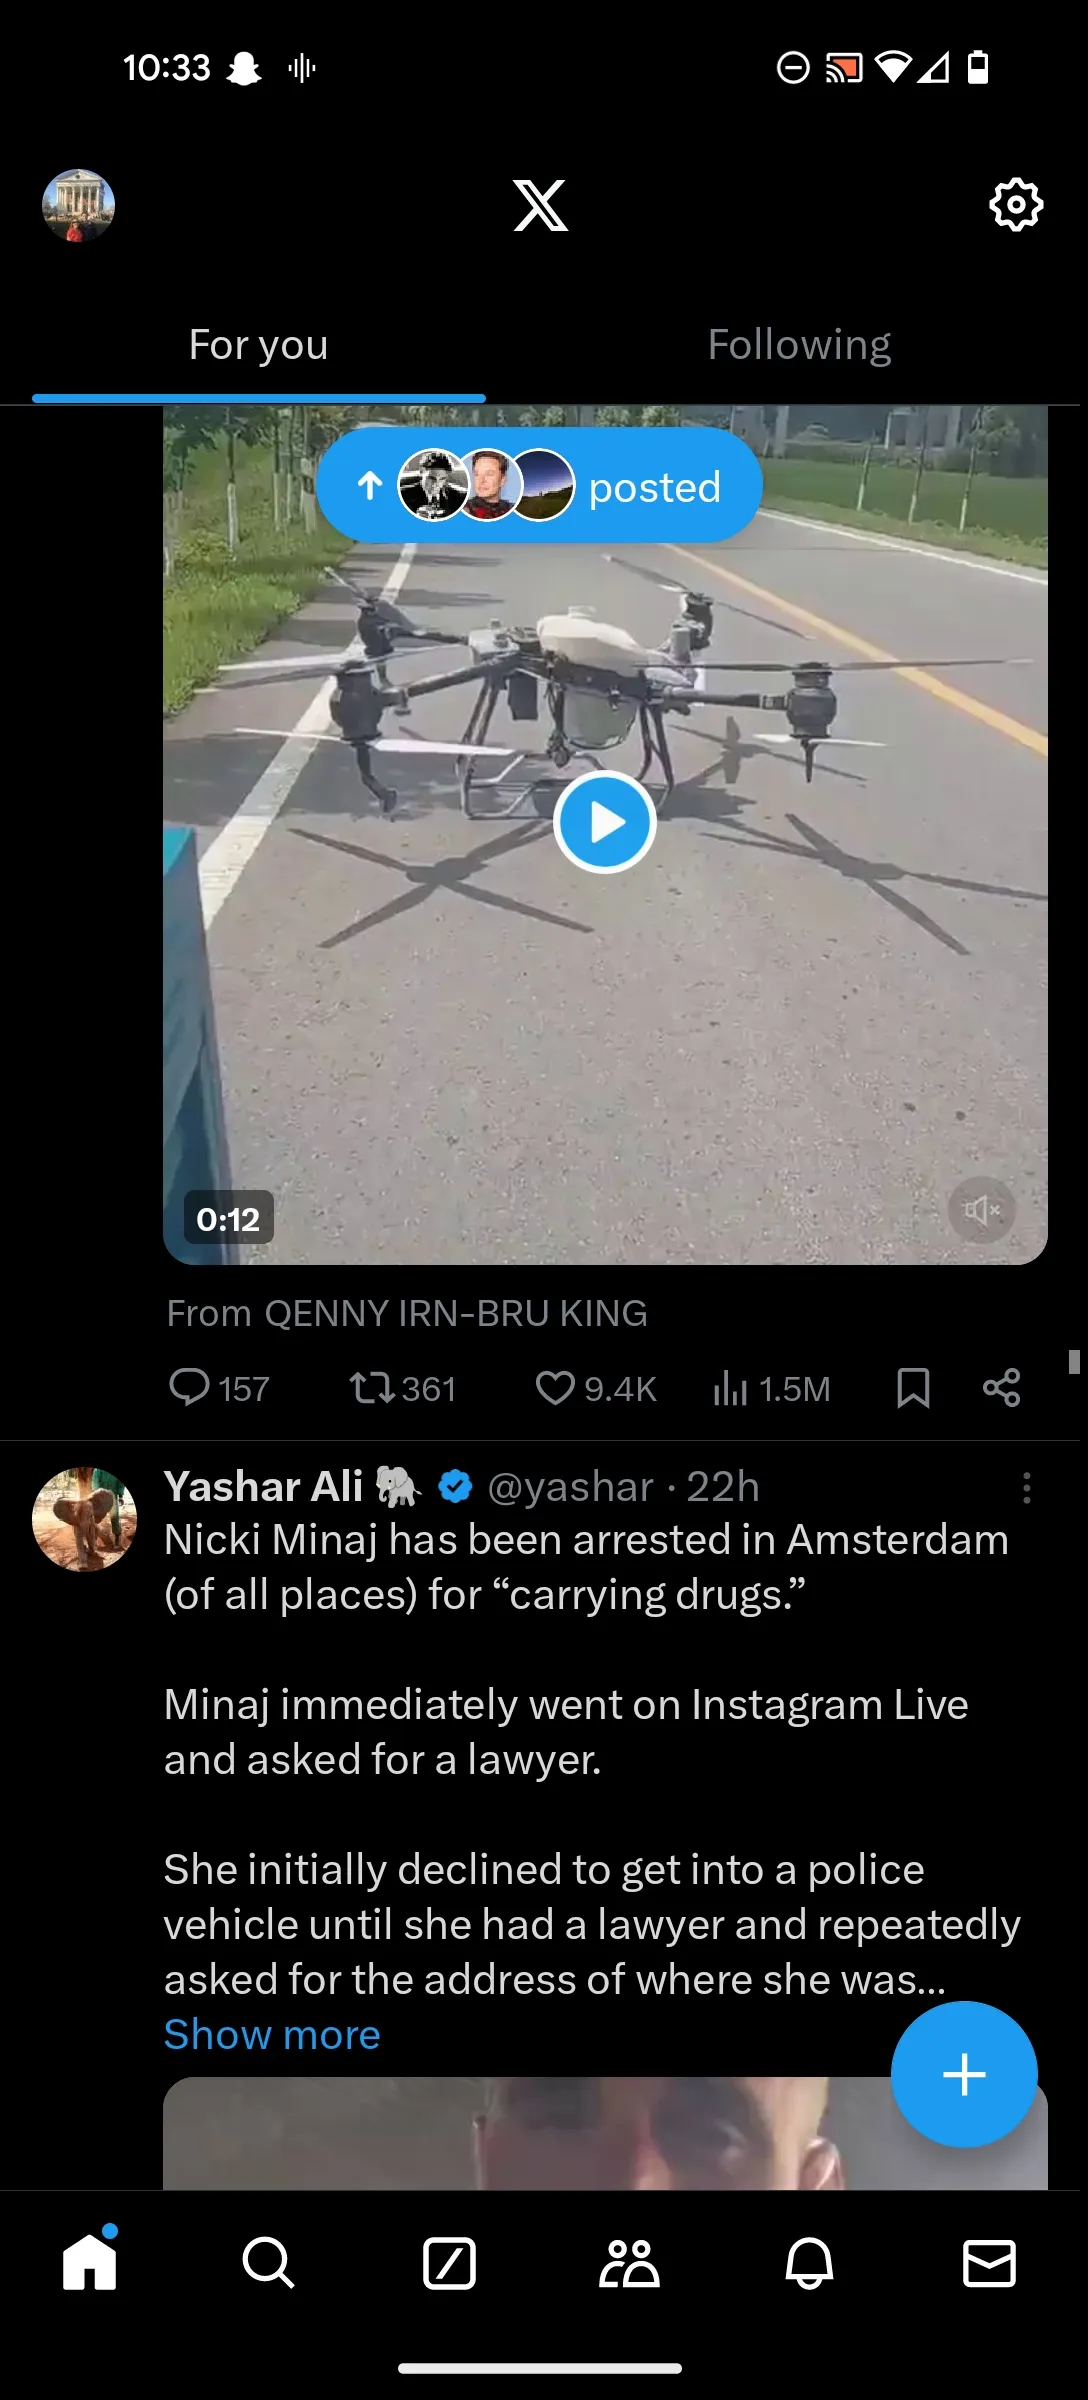 10:33
For you Following
posted
0:12
From QENNY IRN-BRU KING
157 361 9.4K 1.5M
Yashar Ali 🐘 @yashar · 22h
Nicki Minaj has been arrested in Amsterdam
(of all places) for “carrying drugs.”
Minaj immediately went on Instagram Live
and asked for a lawyer.
She initially declined to get into a police
vehicle until she had a lawyer and repeatedly
asked for the address of where she was...
Show more